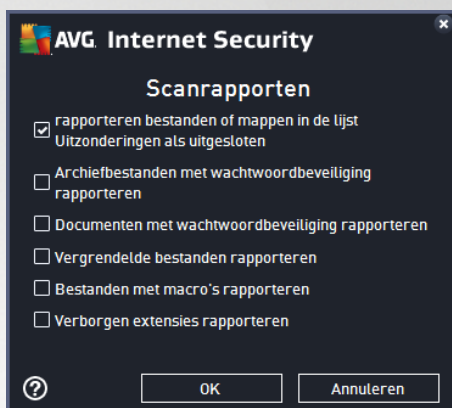 AVG. Internet Security
Scanrapporten
rapporteren bestanden of mappen in de lijst
Uitzonderingen als uitgesloten
Archiefbestanden met wachtwoordbeveiliging
rapporteren
Documenten met wachtwoordbeveiliging rapporteren
Vergrendelde bestanden rapporteren
Bestanden met macro's rapporteren
Verborgen extensies rapporteren
? OK Annuleren